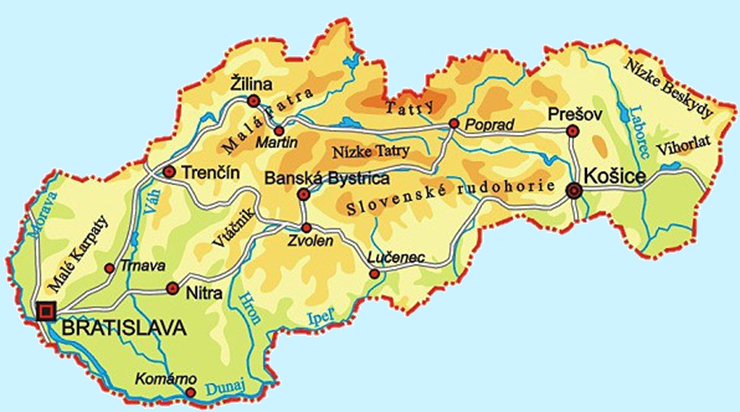 Nízke Beskydy
Žilina
Malá Fatra
Tatry
Martin
Poprad
Prešov
Laborec
Vihorlat
Nízke Tatry
Trenčín
Banská Bystrica
Košice
Slovenské rudohorie
Morava
Váh
Vtáčnik
Zvolen
Malé Karpaty
Trnava
Lučenec
Nitra
Hron
Ipeľ
BRATISLAVA
Komárno
Dunaj